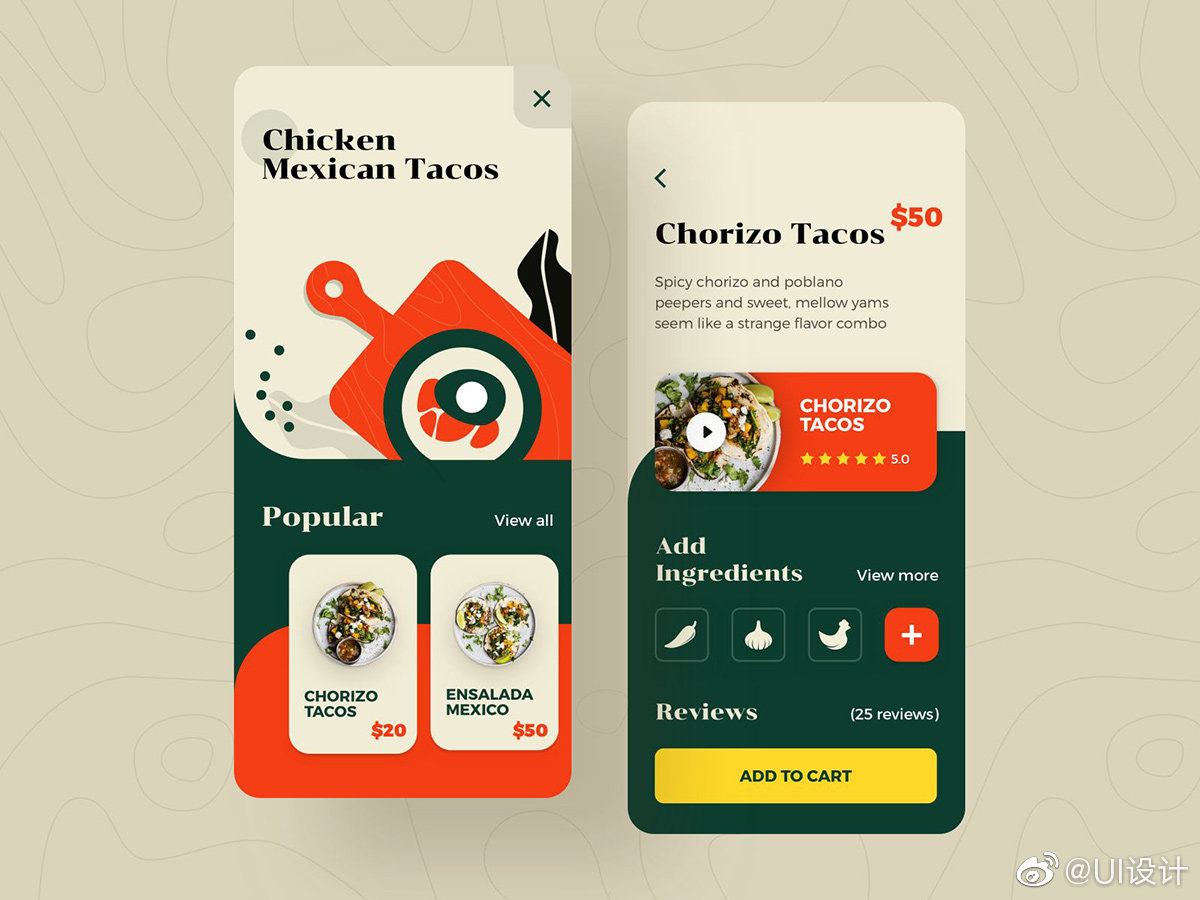 Chicken
Mexican Tacos
Popular
View all
CHORIZO
TACOS
$20
ENSALADA
MEXICO
$50
$50
Chorizo Tacos
Spicy chorizo and poblano
peepers and sweet, mellow yams
seem like a strange flavor combo
CHORIZO
TACOS
5.0
Add
Ingredients
View more
Reviews
(25 reviews)
ADD TO CART
@UI设计